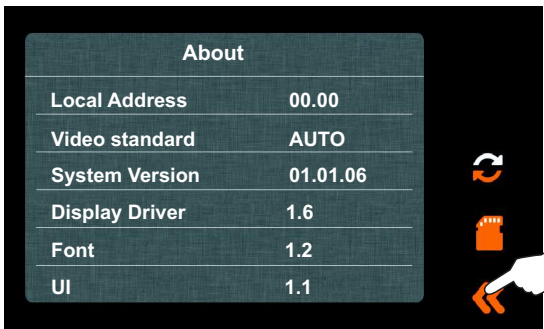 About
Local Address 00.00
Video standard AUTO
System Version 01.01.06
Display Driver 1.6
Font 1.2
UI 1.1